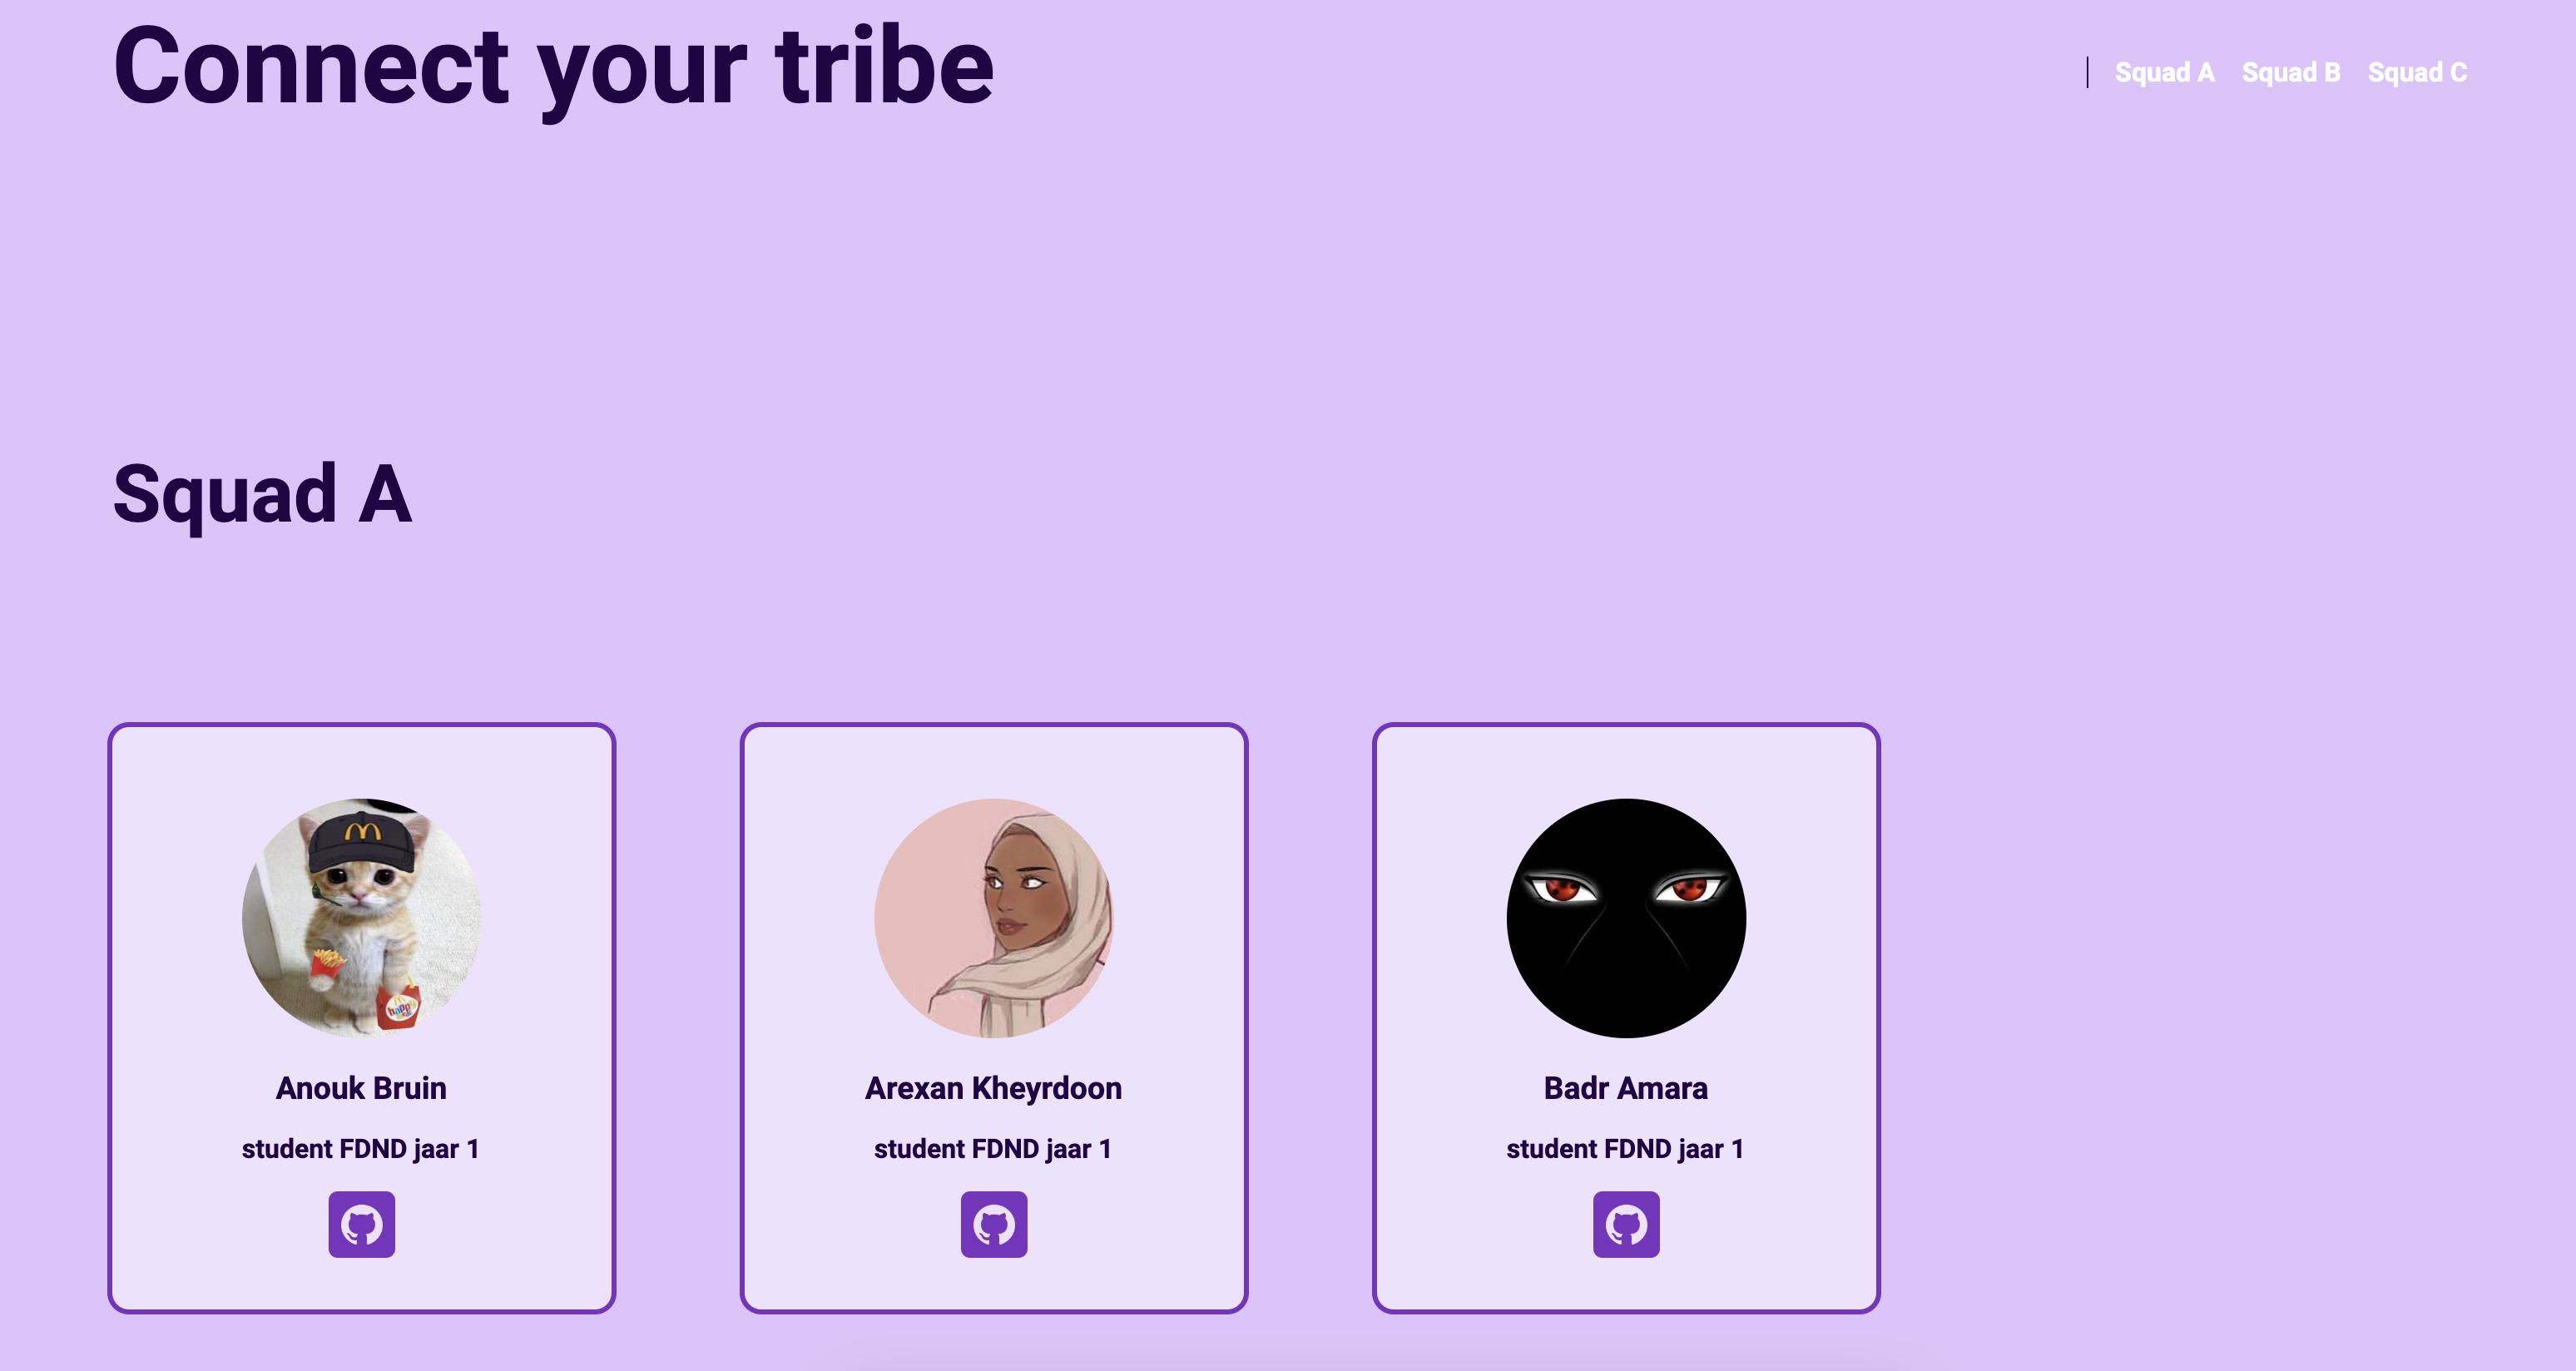 Connect your tribe
Squad A Squad B Squad C
Squad A
Anouk Bruin
student FDND jaar 1
Arexan Kheyrdoon
student FDND jaar 1
Badr Amara
student FDND jaar 1